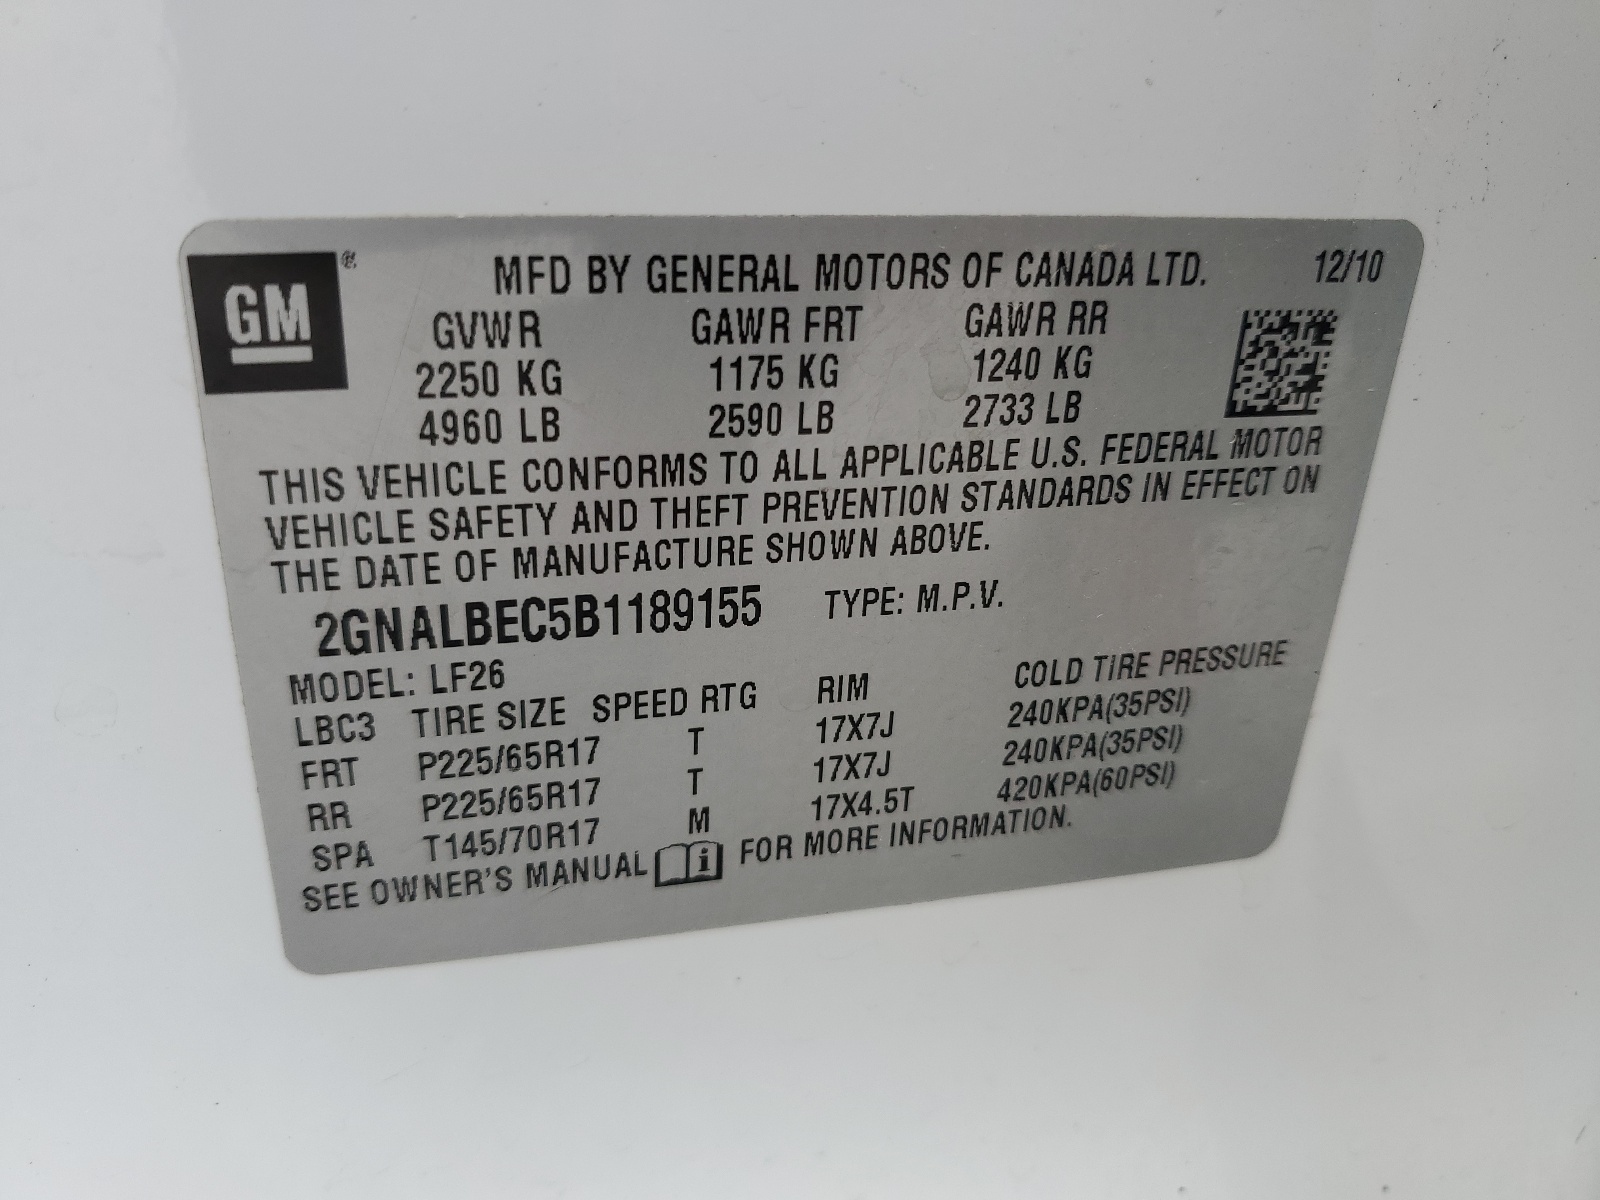 GM ®
MFD BY GENERAL MOTORS OF CANADA LTD. 12/10
GVWR GAWR FRT GAWR RR
2250 KG 1175 KG 1240 KG
4960 LB 2590 LB 2733 LB
THIS VEHICLE CONFORMS TO ALL APPLICABLE U.S. FEDERAL MOTOR
VEHICLE SAFETY AND THEFT PREVENTION STANDARDS IN EFFECT ON
THE DATE OF MANUFACTURE SHOWN ABOVE.
2GNALBEC5B1189155 TYPE: M.P.V.
MODEL: LF26
LBC3 TIRE SIZE SPEED RTG RIM COLD TIRE PRESSURE
FRT P225/65R17 T 17X7J 240KPA(35PSI)
RR P225/65R17 T 17X7J 240KPA(35PSI)
SPA T145/70R17 M 17X4.5T 420KPA(60PSI)
SEE OWNER'S MANUAL i FOR MORE INFORMATION.